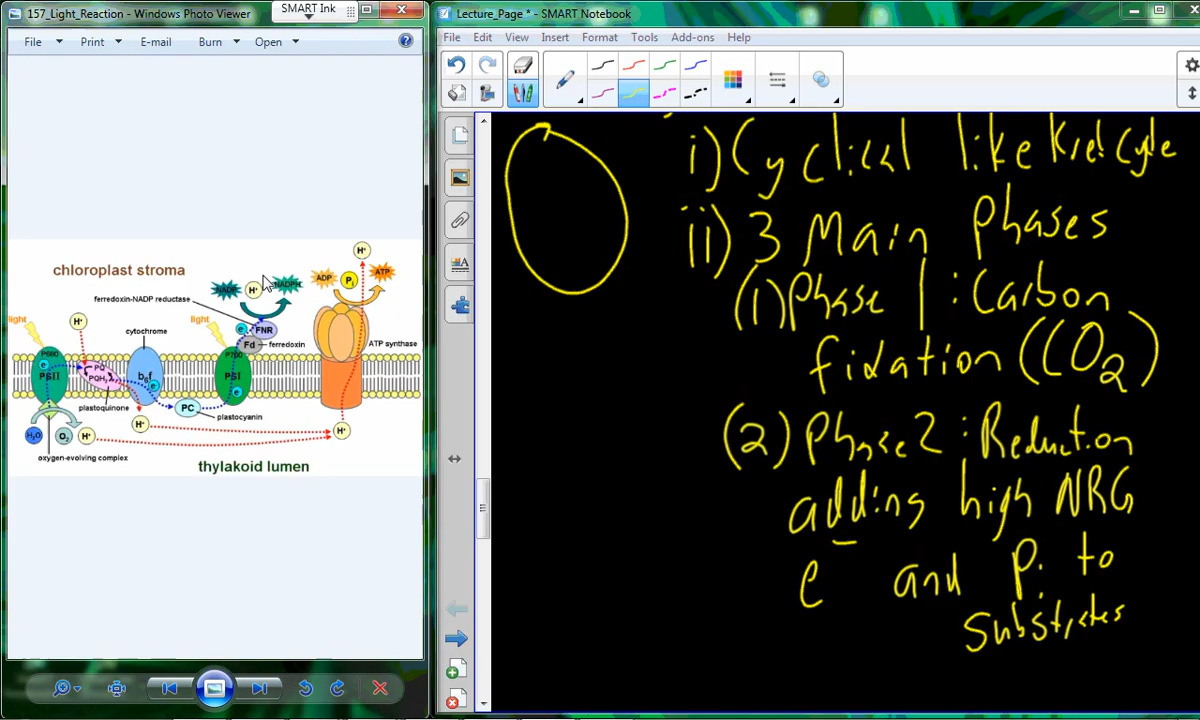 157_Light_Reaction - Windows Photo Viewer
SMART Ink
File Print E-mail Burn Open
chloroplast stroma
H+
NADP H+ NADPH ADP Pi ATP
ferredoxin-NADP reductase
light H+ cytochrome light e FNR
Fd ferredoxin ATP synthase
P680 P700
e PSII PQ PQH2 b6f e PSI
plastoquinone PC e plastocyanin
H2O O2 H+ H+ H+
oxygen-evolving complex
thylakoid lumen
Lecture_Page * - SMART Notebook
File Edit View Insert Format Tools Add-ons Help
i) Cyclical like Kreb Cycle
ii) 3 Main Phases
(1) Phase 1 : Carbon
fixation (CO2)
(2) Phase 2 : Reduction
adding high NRG
e and Pi to
substrates